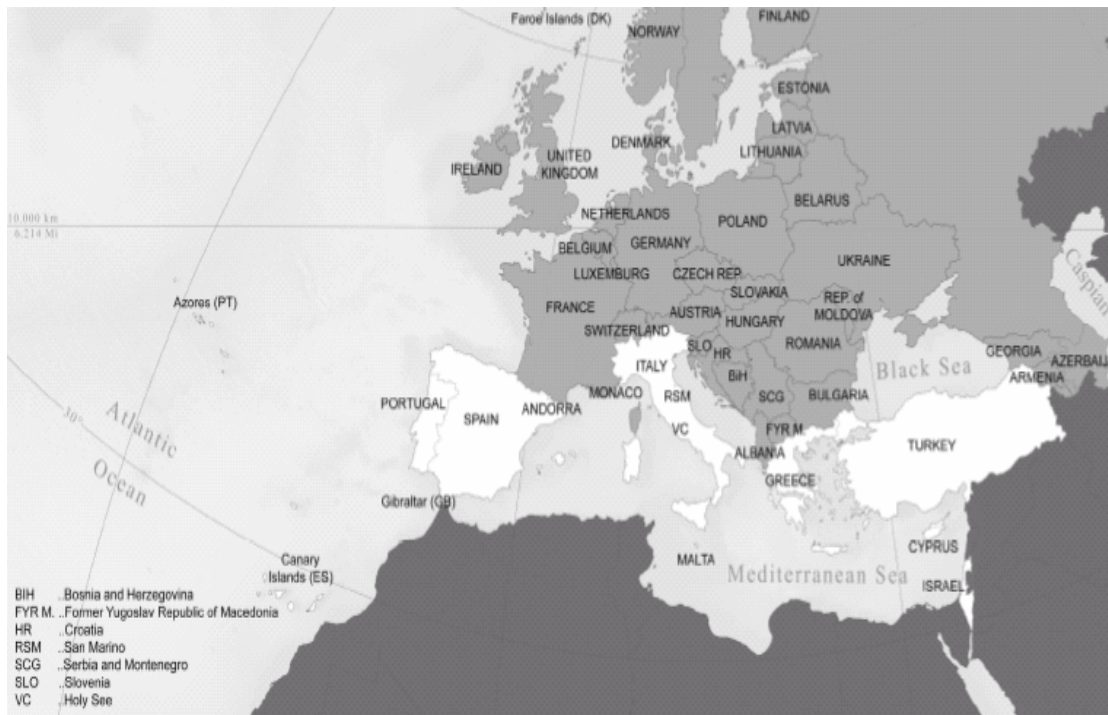 Faroe Islands (DK)
FINLAND
NORWAY
ESTONIA
LATVIA
DENMARK
LITHUANIA
UNITED
KINGDOM
IRELAND
BELARUS
NETHERLANDS
POLAND
10.000 km
6.214 Mi
BELGIUM
GERMANY
UKRAINE
Caspian
LUXEMBURG
CZECH REP.
SLOVAKIA
Azores (PT)
FRANCE
REP. of
MOLDOVA
AUSTRIA
HUNGARY
SWITZERLAND
SLO
HR
ROMANIA
GEORGIA
AZERBAIJ
ITALY
Black Sea
ARMENIA
BiH
MONACO
RSM
SCG
BULGARIA
PORTUGAL
ANDORRA
SPAIN
30°
Atlantic
Ocean
VC
FYR M.
TURKEY
ALBANIA
GREECE
Gibraltar (GB)
CYPRUS
MALTA
Mediterranean Sea
ISRAEL
Canary
Islands (ES)
BIH ..Bosnia and Herzegovina
FYR M. ..Former Yugoslav Republic of Macedonia
HR ..Croatia
RSM ..San Marino
SCG ..Serbia and Montenegro
SLO ..Slovenia
VC ..Holy See